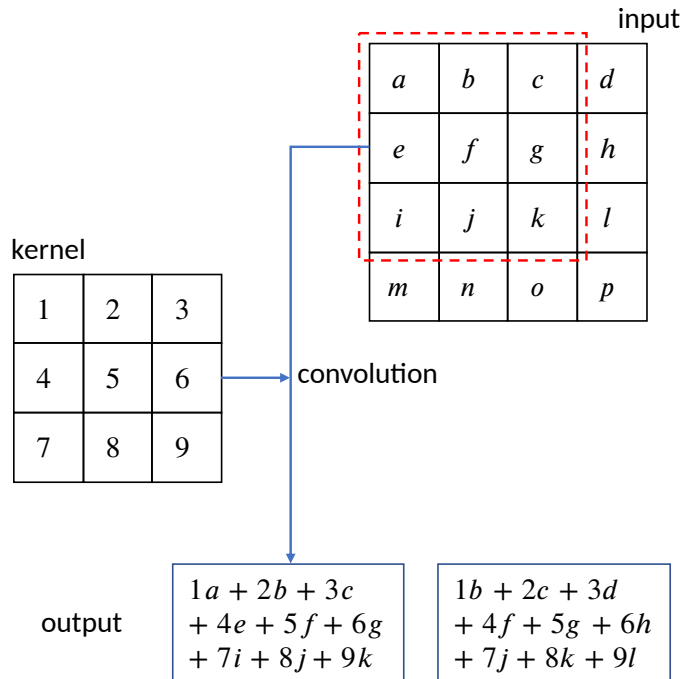 input
a b c d
e f g h
i j k l
m n o p
kernel
1 2 3
4 5 6
7 8 9
convolution
output
1a + 2b + 3c
+ 4e + 5f + 6g
+ 7i + 8j + 9k
1b + 2c + 3d
+ 4f + 5g + 6h
+ 7j + 8k + 9l